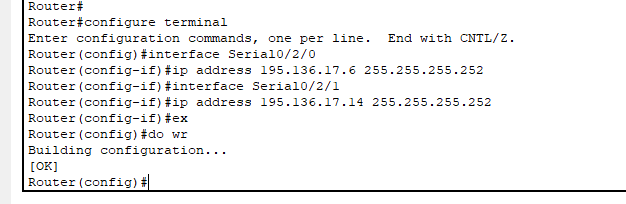 Router#
Router#configure terminal
Enter configuration commands, one per line.  End with CNTL/Z.
Router(config)#interface Serial0/2/0
Router(config-if)#ip address 195.136.17.6 255.255.255.252
Router(config-if)#interface Serial0/2/1
Router(config-if)#ip address 195.136.17.14 255.255.255.252
Router(config-if)#ex
Router(config)#do wr
Building configuration...
[OK]
Router(config)#